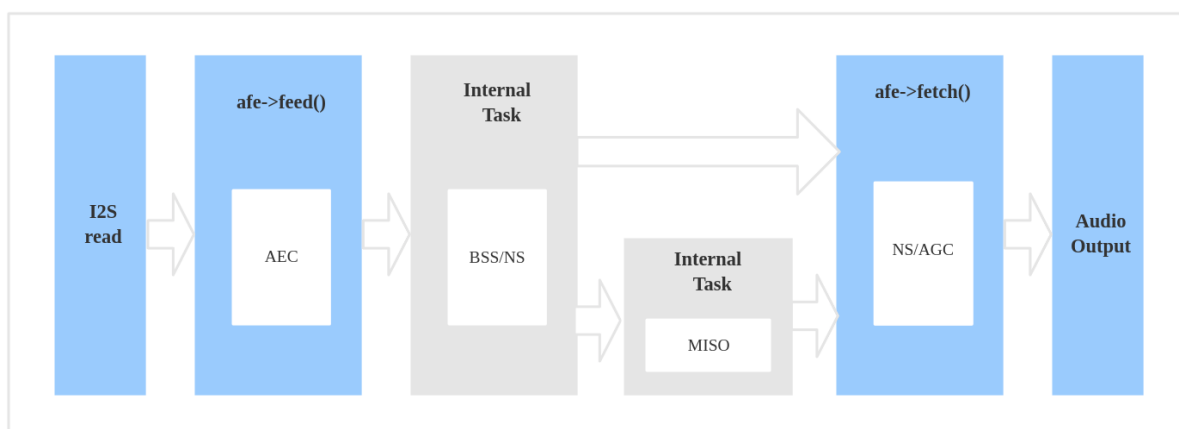 I2S
read
afe->feed()
AEC
Internal
Task
BSS/NS
Internal
Task
MISO
afe->fetch()
NS/AGC
Audio
Output